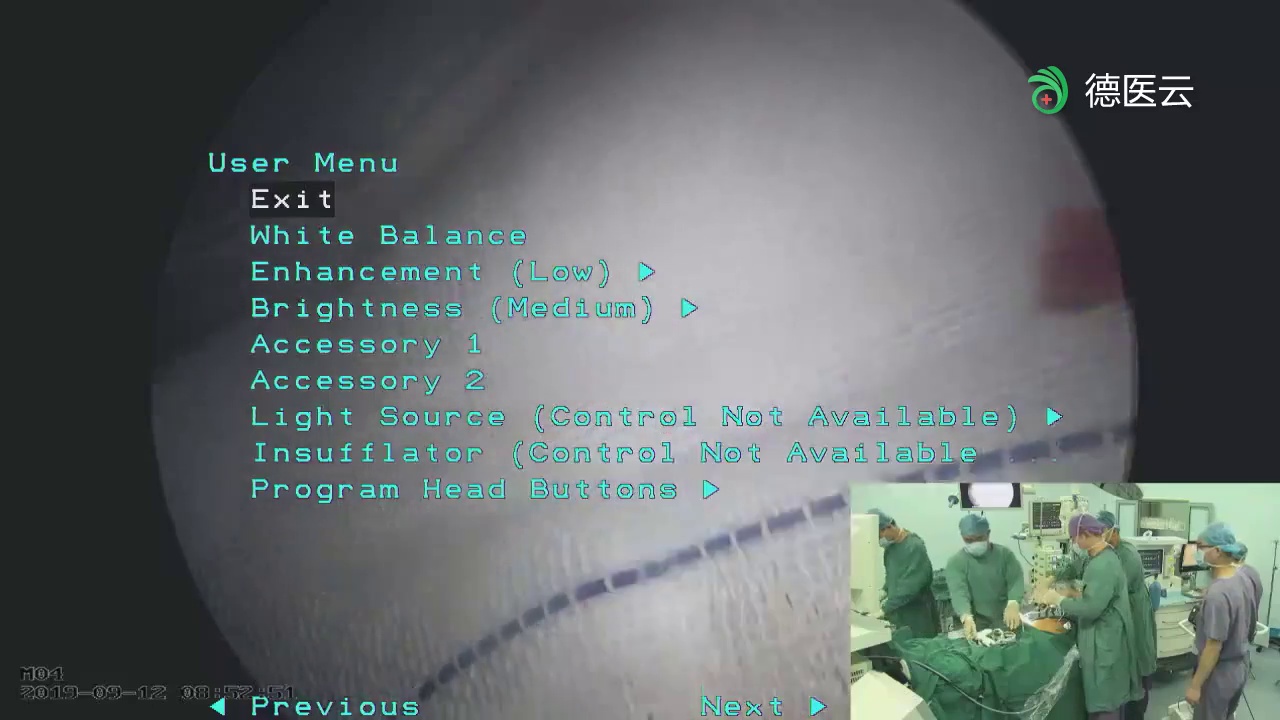 德医云
User Menu
Exit
White Balance
Enhancement (Low) ▶
Brightness (Medium) ▶
Accessory 1
Accessory 2
Light Source (Control Not Available) ▶
Insufflator (Control Not Available ...
Program Head Buttons ▶
M04
2019-09-12 08:52:51
◀ Previous
Next ▶